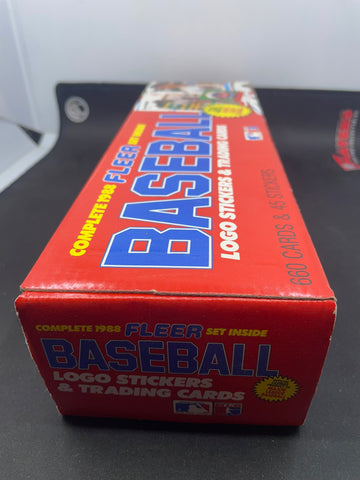 COMPLETE 1988 FLEER SET INSIDE
BASEBALL
LOGO STICKERS & TRADING CARDS
660 CARDS & 45 STICKERS
COMPLETE 1988 FLEER SET INSIDE
BASEBALL
LOGO STICKERS
& TRADING CARDS